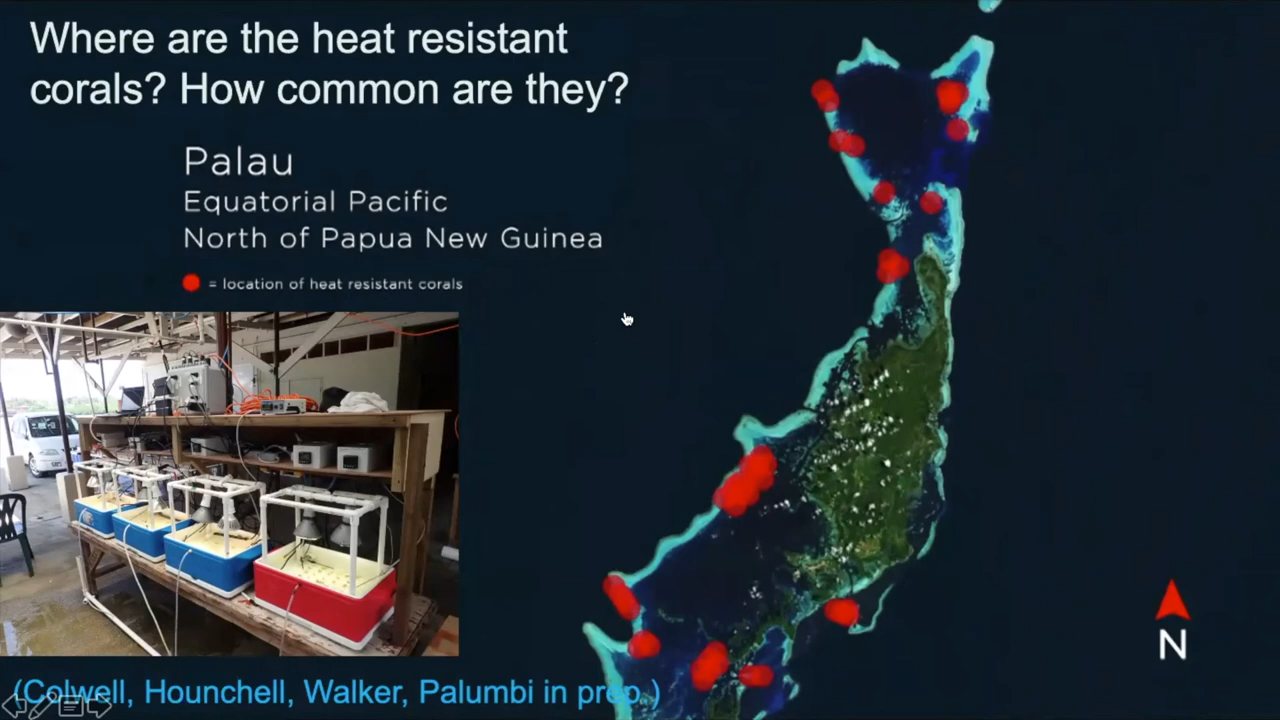 Where are the heat resistant
corals? How common are they?
Palau
Equatorial Pacific
North of Papua New Guinea
= location of heat resistant corals
N
(Colwell, Hounchell, Walker, Palumbi in prep.)